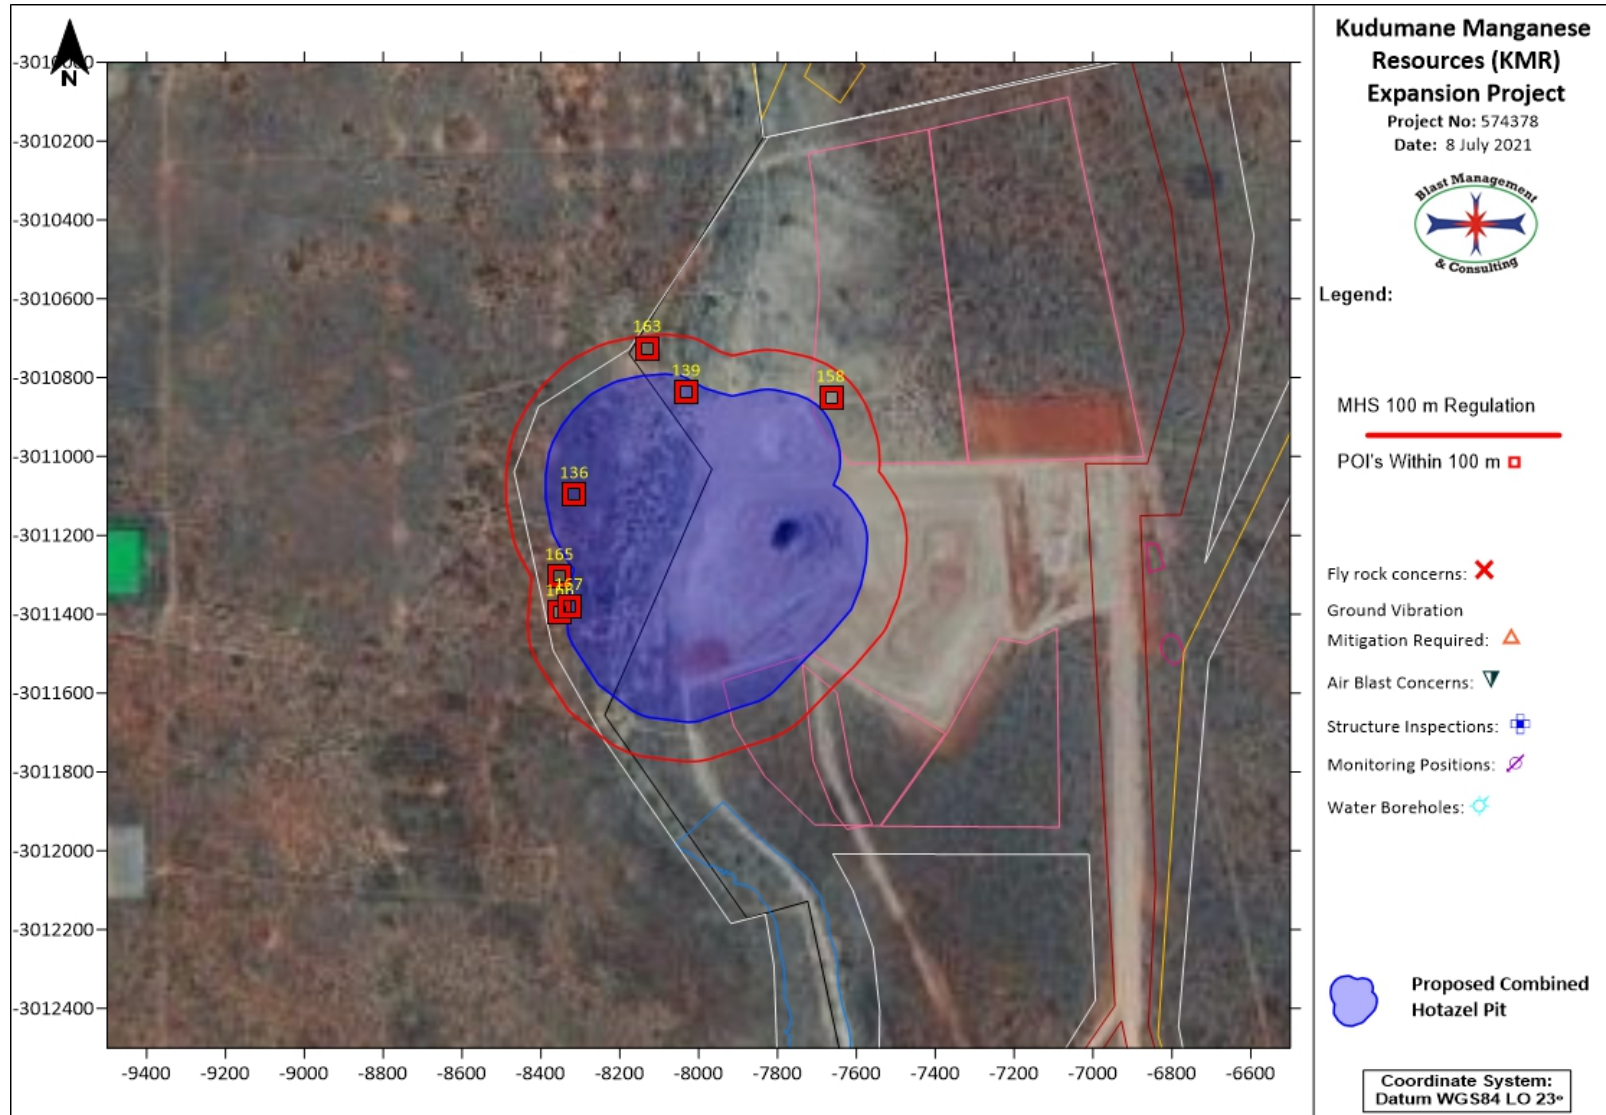 Kudumane Manganese
Resources (KMR)
Expansion Project
Project No: 574378
Date: 8 July 2021
Blast Management
& Consulting
Legend:
MHS 100 m Regulation
POI's Within 100 m
Fly rock concerns:
Ground Vibration
Mitigation Required:
Air Blast Concerns:
Structure Inspections:
Monitoring Positions:
Water Boreholes:
Proposed Combined
Hotazel Pit
Coordinate System:
Datum WGS84 LO 23º
N
-3010000
-3010200
-3010400
-3010600
-3010800
-3011000
-3011200
-3011400
-3011600
-3011800
-3012000
-3012200
-3012400
163
139
158
136
165
167
166
-9400
-9200
-9000
-8800
-8600
-8400
-8200
-8000
-7800
-7600
-7400
-7200
-7000
-6800
-6600